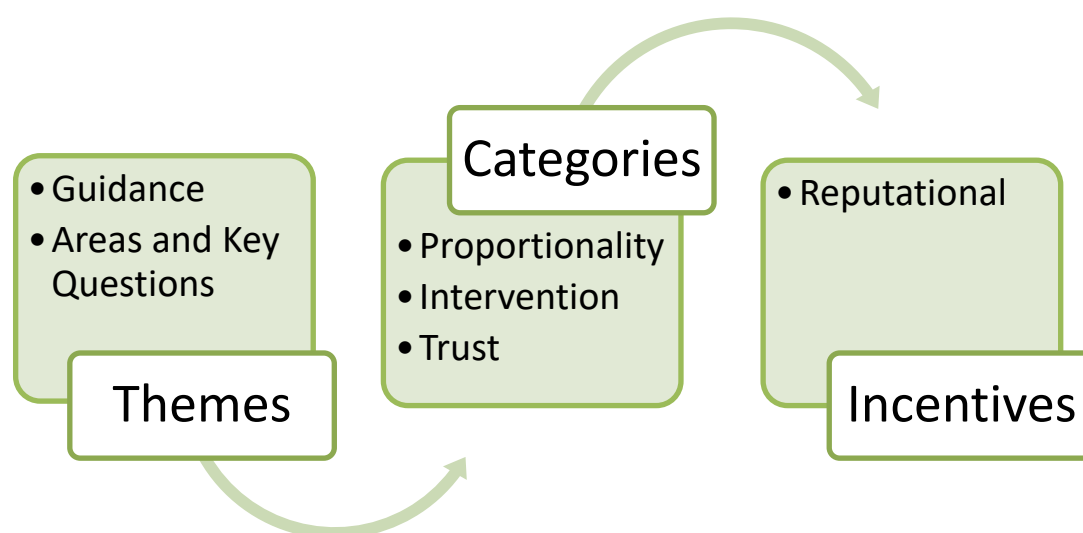 • Guidance
• Areas and Key
Questions
Themes
Categories
• Proportionality
• Intervention
• Trust
• Reputational
Incentives